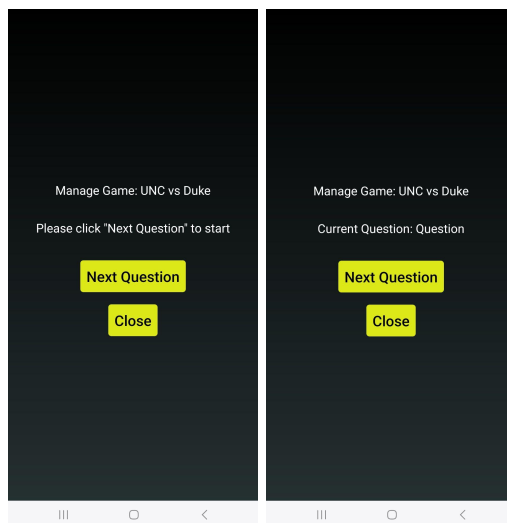 Manage Game: UNC vs Duke
Please click "Next Question" to start
Next Question
Close
Manage Game: UNC vs Duke
Current Question: Question
Next Question
Close